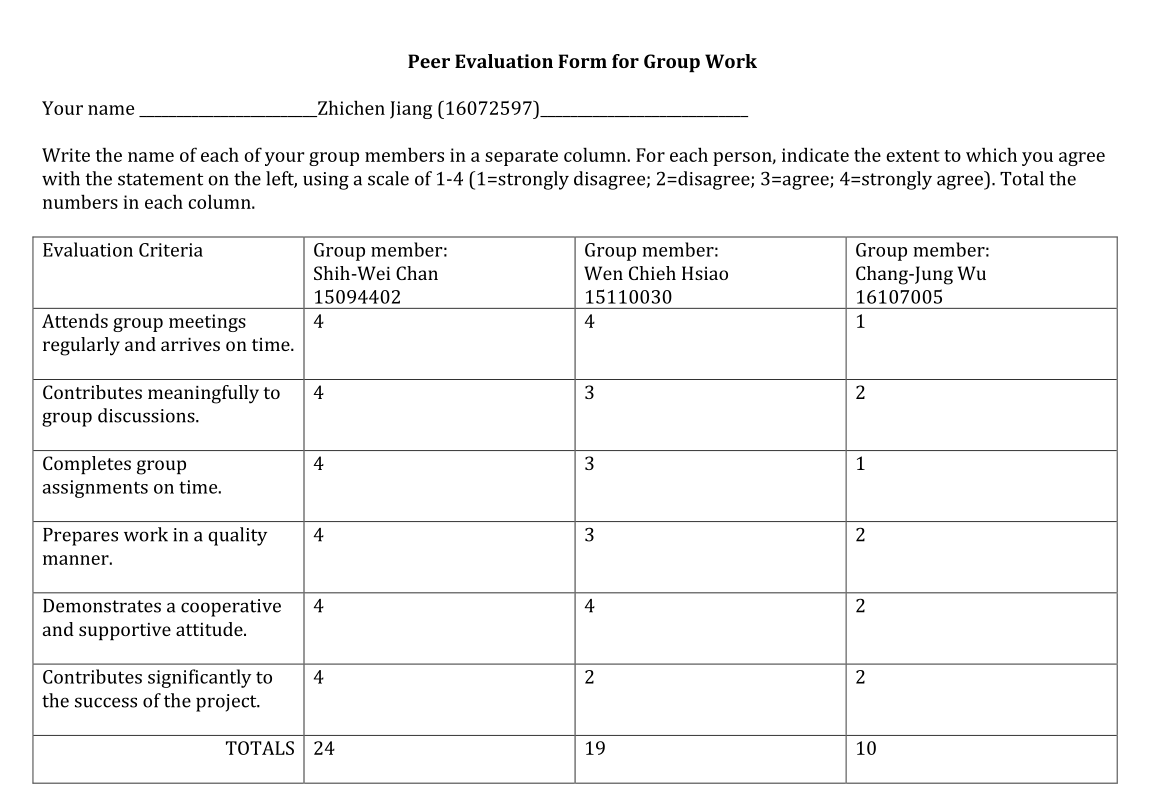 Peer Evaluation Form for Group Work
Your name ______________________Zhichen Jiang (16072597)__________________________
Write the name of each of your group members in a separate column. For each person, indicate the extent to which you agree
with the statement on the left, using a scale of 1-4 (1=strongly disagree; 2=disagree; 3=agree; 4=strongly agree). Total the
numbers in each column.
Evaluation Criteria
Group member:
Shih-Wei Chan
15094402
Group member:
Wen Chieh Hsiao
15110030
Group member:
Chang-Jung Wu
16107005
Attends group meetings
regularly and arrives on time.
4
4
1
Contributes meaningfully to
group discussions.
4
3
2
Completes group
assignments on time.
4
3
1
Prepares work in a quality
manner.
4
3
2
Demonstrates a cooperative
and supportive attitude.
4
4
2
Contributes significantly to
the success of the project.
4
2
2
TOTALS
24
19
10